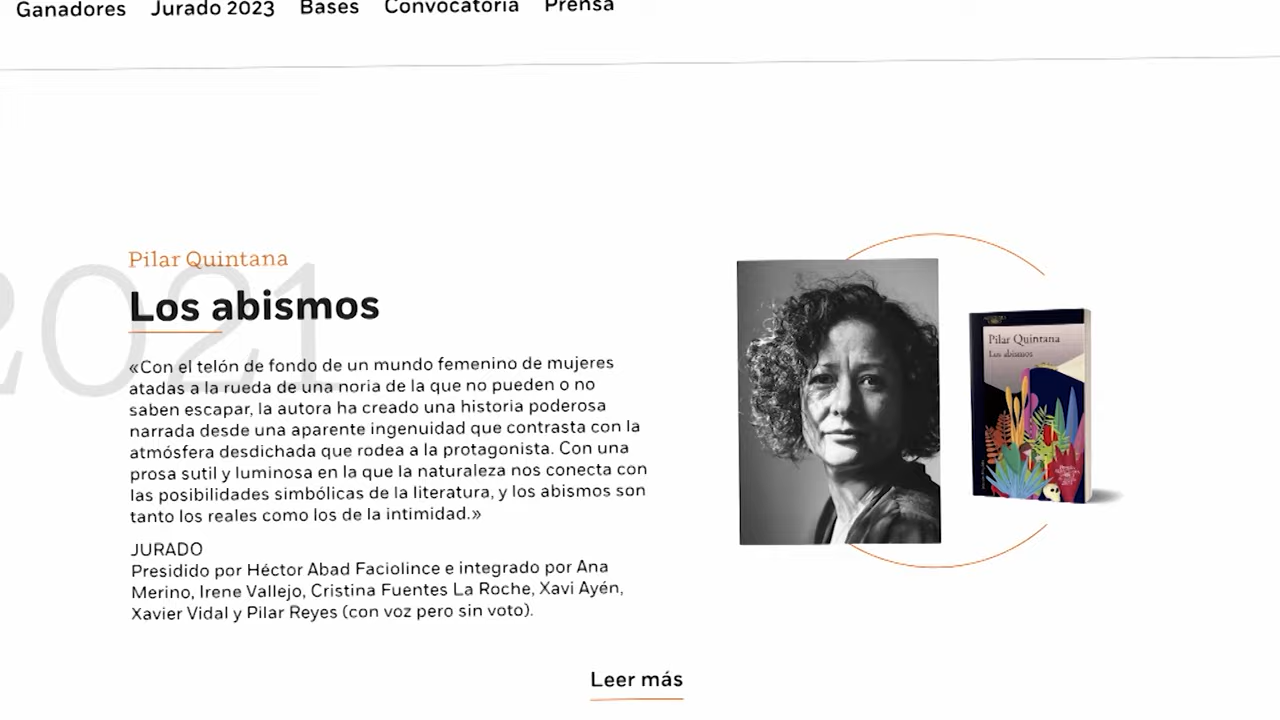 Ganadores Jurado 2023 Bases Convocatoria Prensa
2021
Pilar Quintana
Los abismos
«Con el telón de fondo de un mundo femenino de mujeres
atadas a la rueda de una noria de la que no pueden o no
saben escapar, la autora ha creado una historia poderosa
narrada desde una aparente ingenuidad que contrasta con la
atmósfera desdichada que rodea a la protagonista. Con una
prosa sutil y luminosa en la que la naturaleza nos conecta con
las posibilidades simbólicas de la literatura, y los abismos son
tanto los reales como los de la intimidad.»
JURADO
Presidido por Héctor Abad Faciolince e integrado por Ana
Merino, Irene Vallejo, Cristina Fuentes La Roche, Xavi Ayén,
Xavier Vidal y Pilar Reyes (con voz pero sin voto).
Pilar Quintana
Los abismos
Leer más